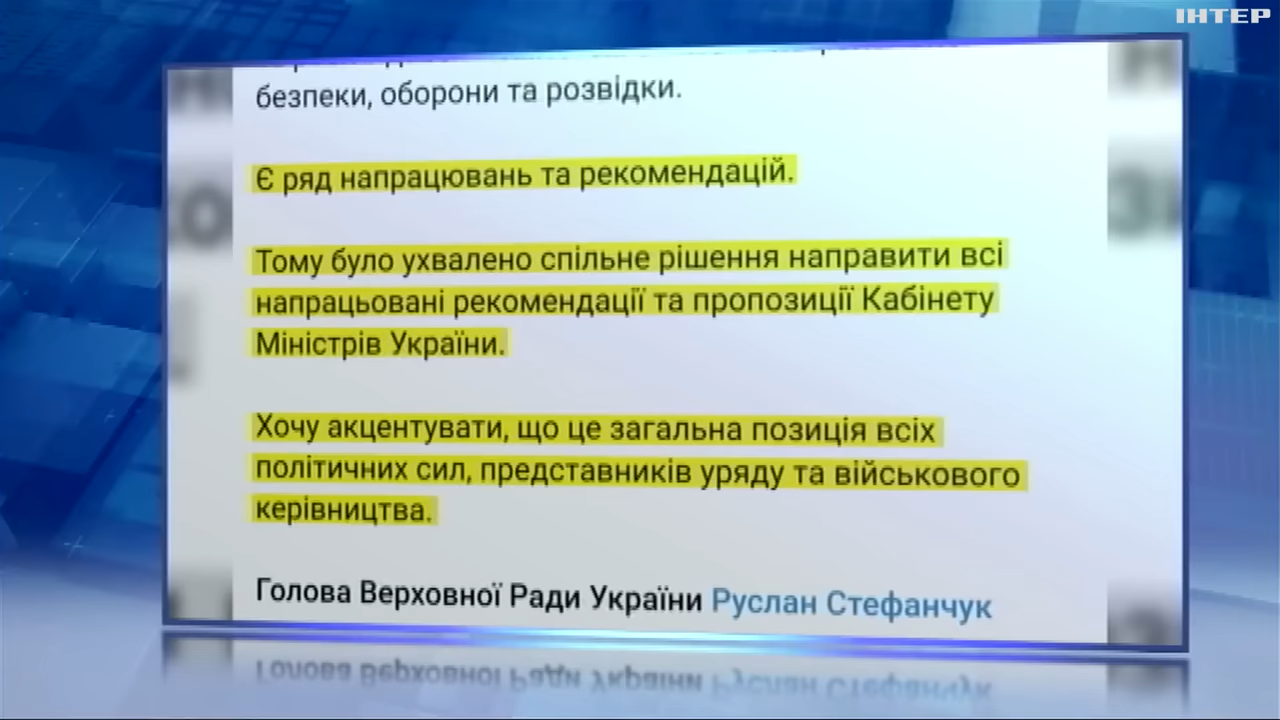 ІНТЕР
безпеки, оборони та розвідки.
Є ряд напрацювань та рекомендацій.
Тому було ухвалено спільне рішення направити всі
напрацьовані рекомендації та пропозиції Кабінету
Міністрів України.
Хочу акцентувати, що це загальна позиція всіх
політичних сил, представників уряду та військового
керівництва.
Голова Верховної Ради України Руслан Стефанчук